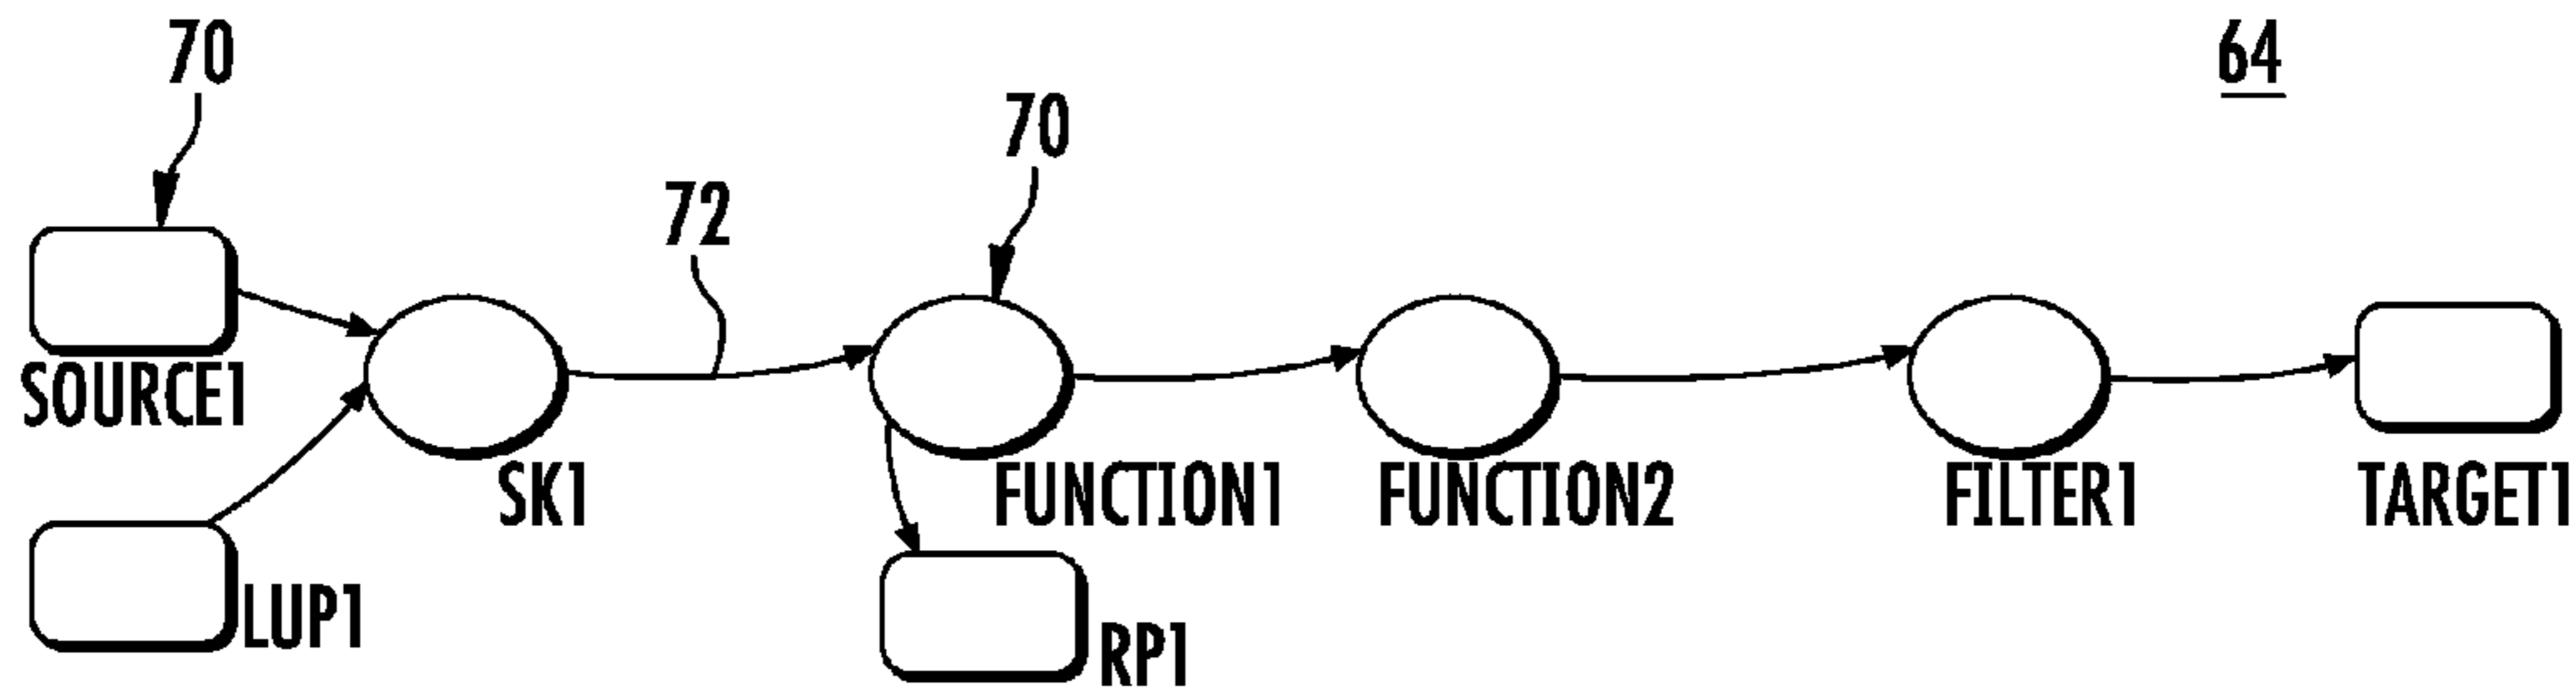 70
64
70
72
SOURCE1
SK1
FUNCTION1
FUNCTION2
FILTER1
TARGET1
LUP1
RP1